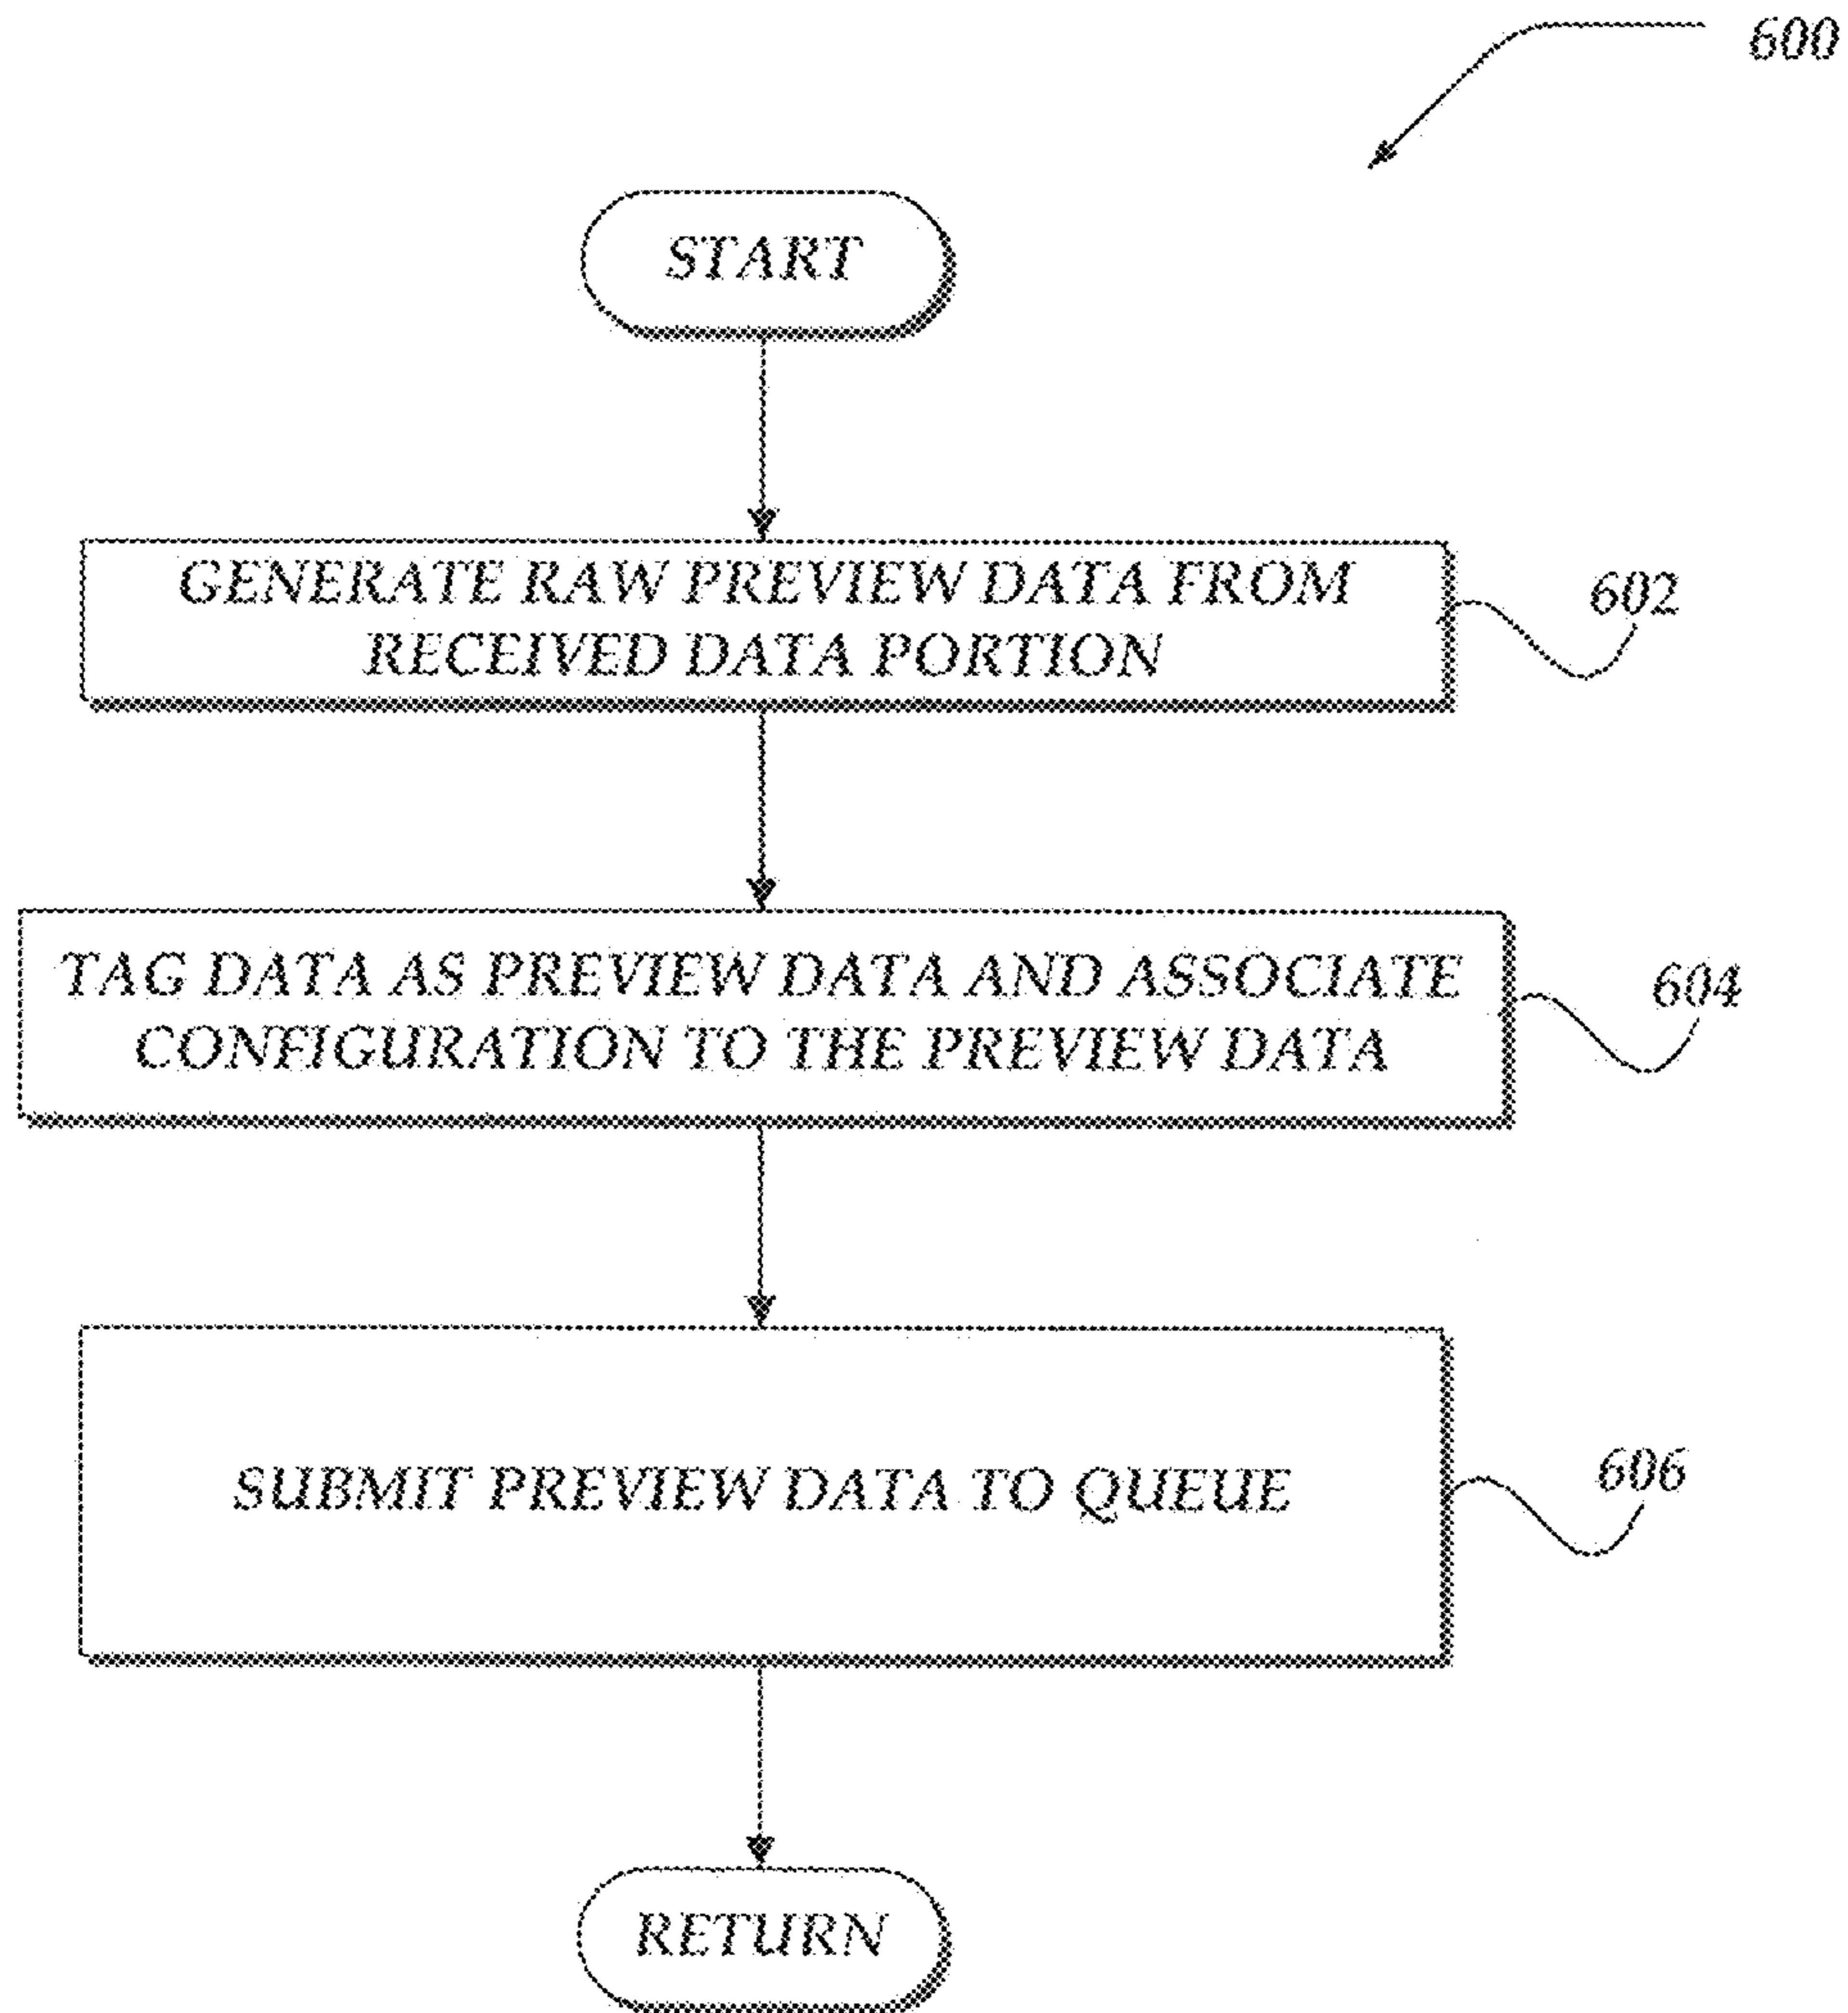 600
START
GENERATE RAW PREVIEW DATA FROM
RECEIVED DATA PORTION
602
TAG DATA AS PREVIEW DATA AND ASSOCIATE
CONFIGURATION TO THE PREVIEW DATA
604
SUBMIT PREVIEW DATA TO QUEUE
606
RETURN